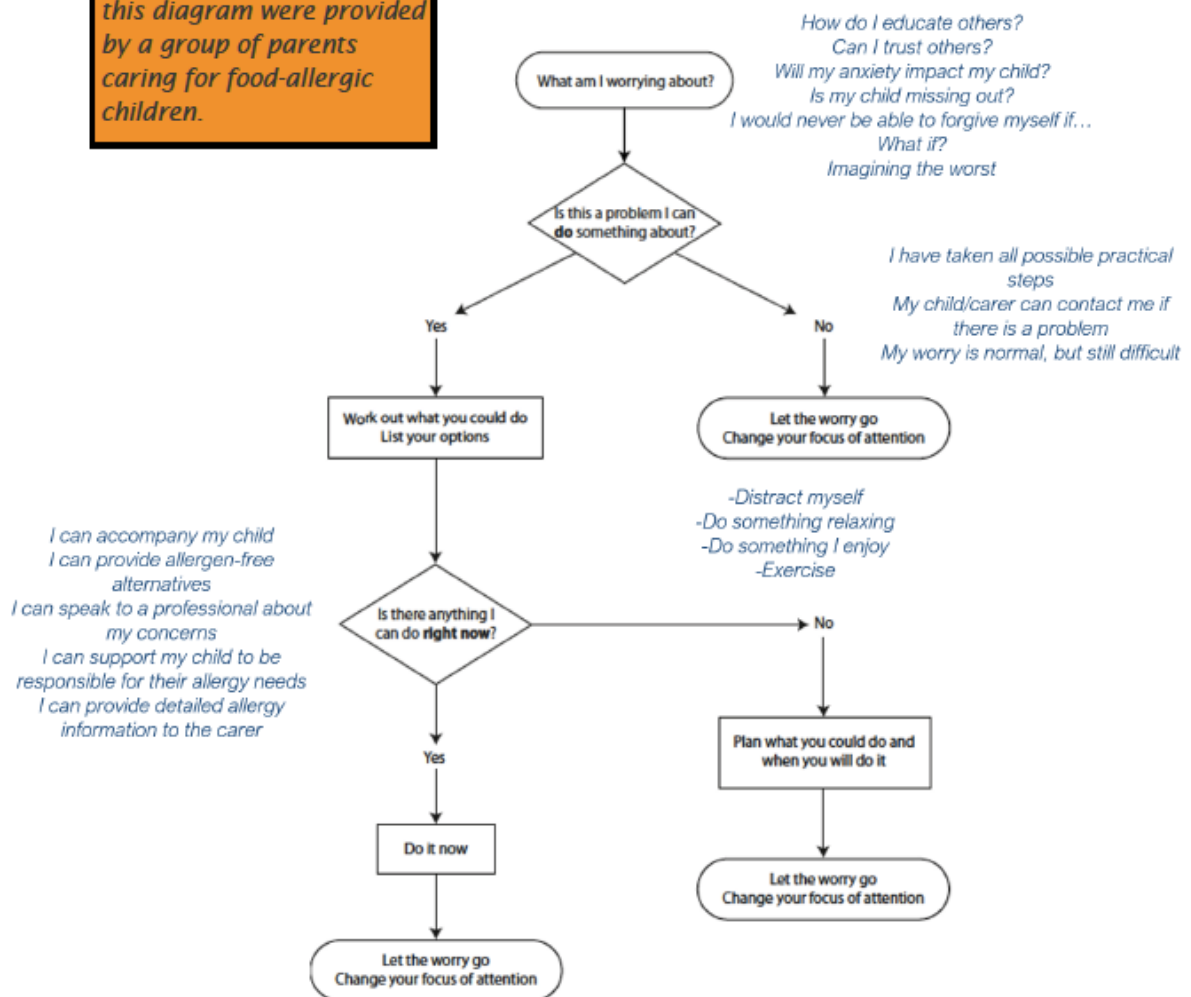 this diagram were provided
by a group of parents
caring for food-allergic
children.
What am I worrying about?
How do I educate others?
Can I trust others?
Will my anxiety impact my child?
Is my child missing out?
I would never be able to forgive myself if…
What if?
Imagining the worst
Is this a problem I can
do something about?
I have taken all possible practical
steps
My child/carer can contact me if
there is a problem
My worry is normal, but still difficult
Yes
No
Work out what you could do
List your options
Let the worry go
Change your focus of attention
-Distract myself
-Do something relaxing
-Do something I enjoy
-Exercise
I can accompany my child
I can provide allergen-free
alternatives
I can speak to a professional about
my concerns
I can support my child to be
responsible for their allergy needs
I can provide detailed allergy
information to the carer
Is there anything I
can do right now?
No
Yes
Plan what you could do and
when you will do it
Do it now
Let the worry go
Change your focus of attention
Let the worry go
Change your focus of attention